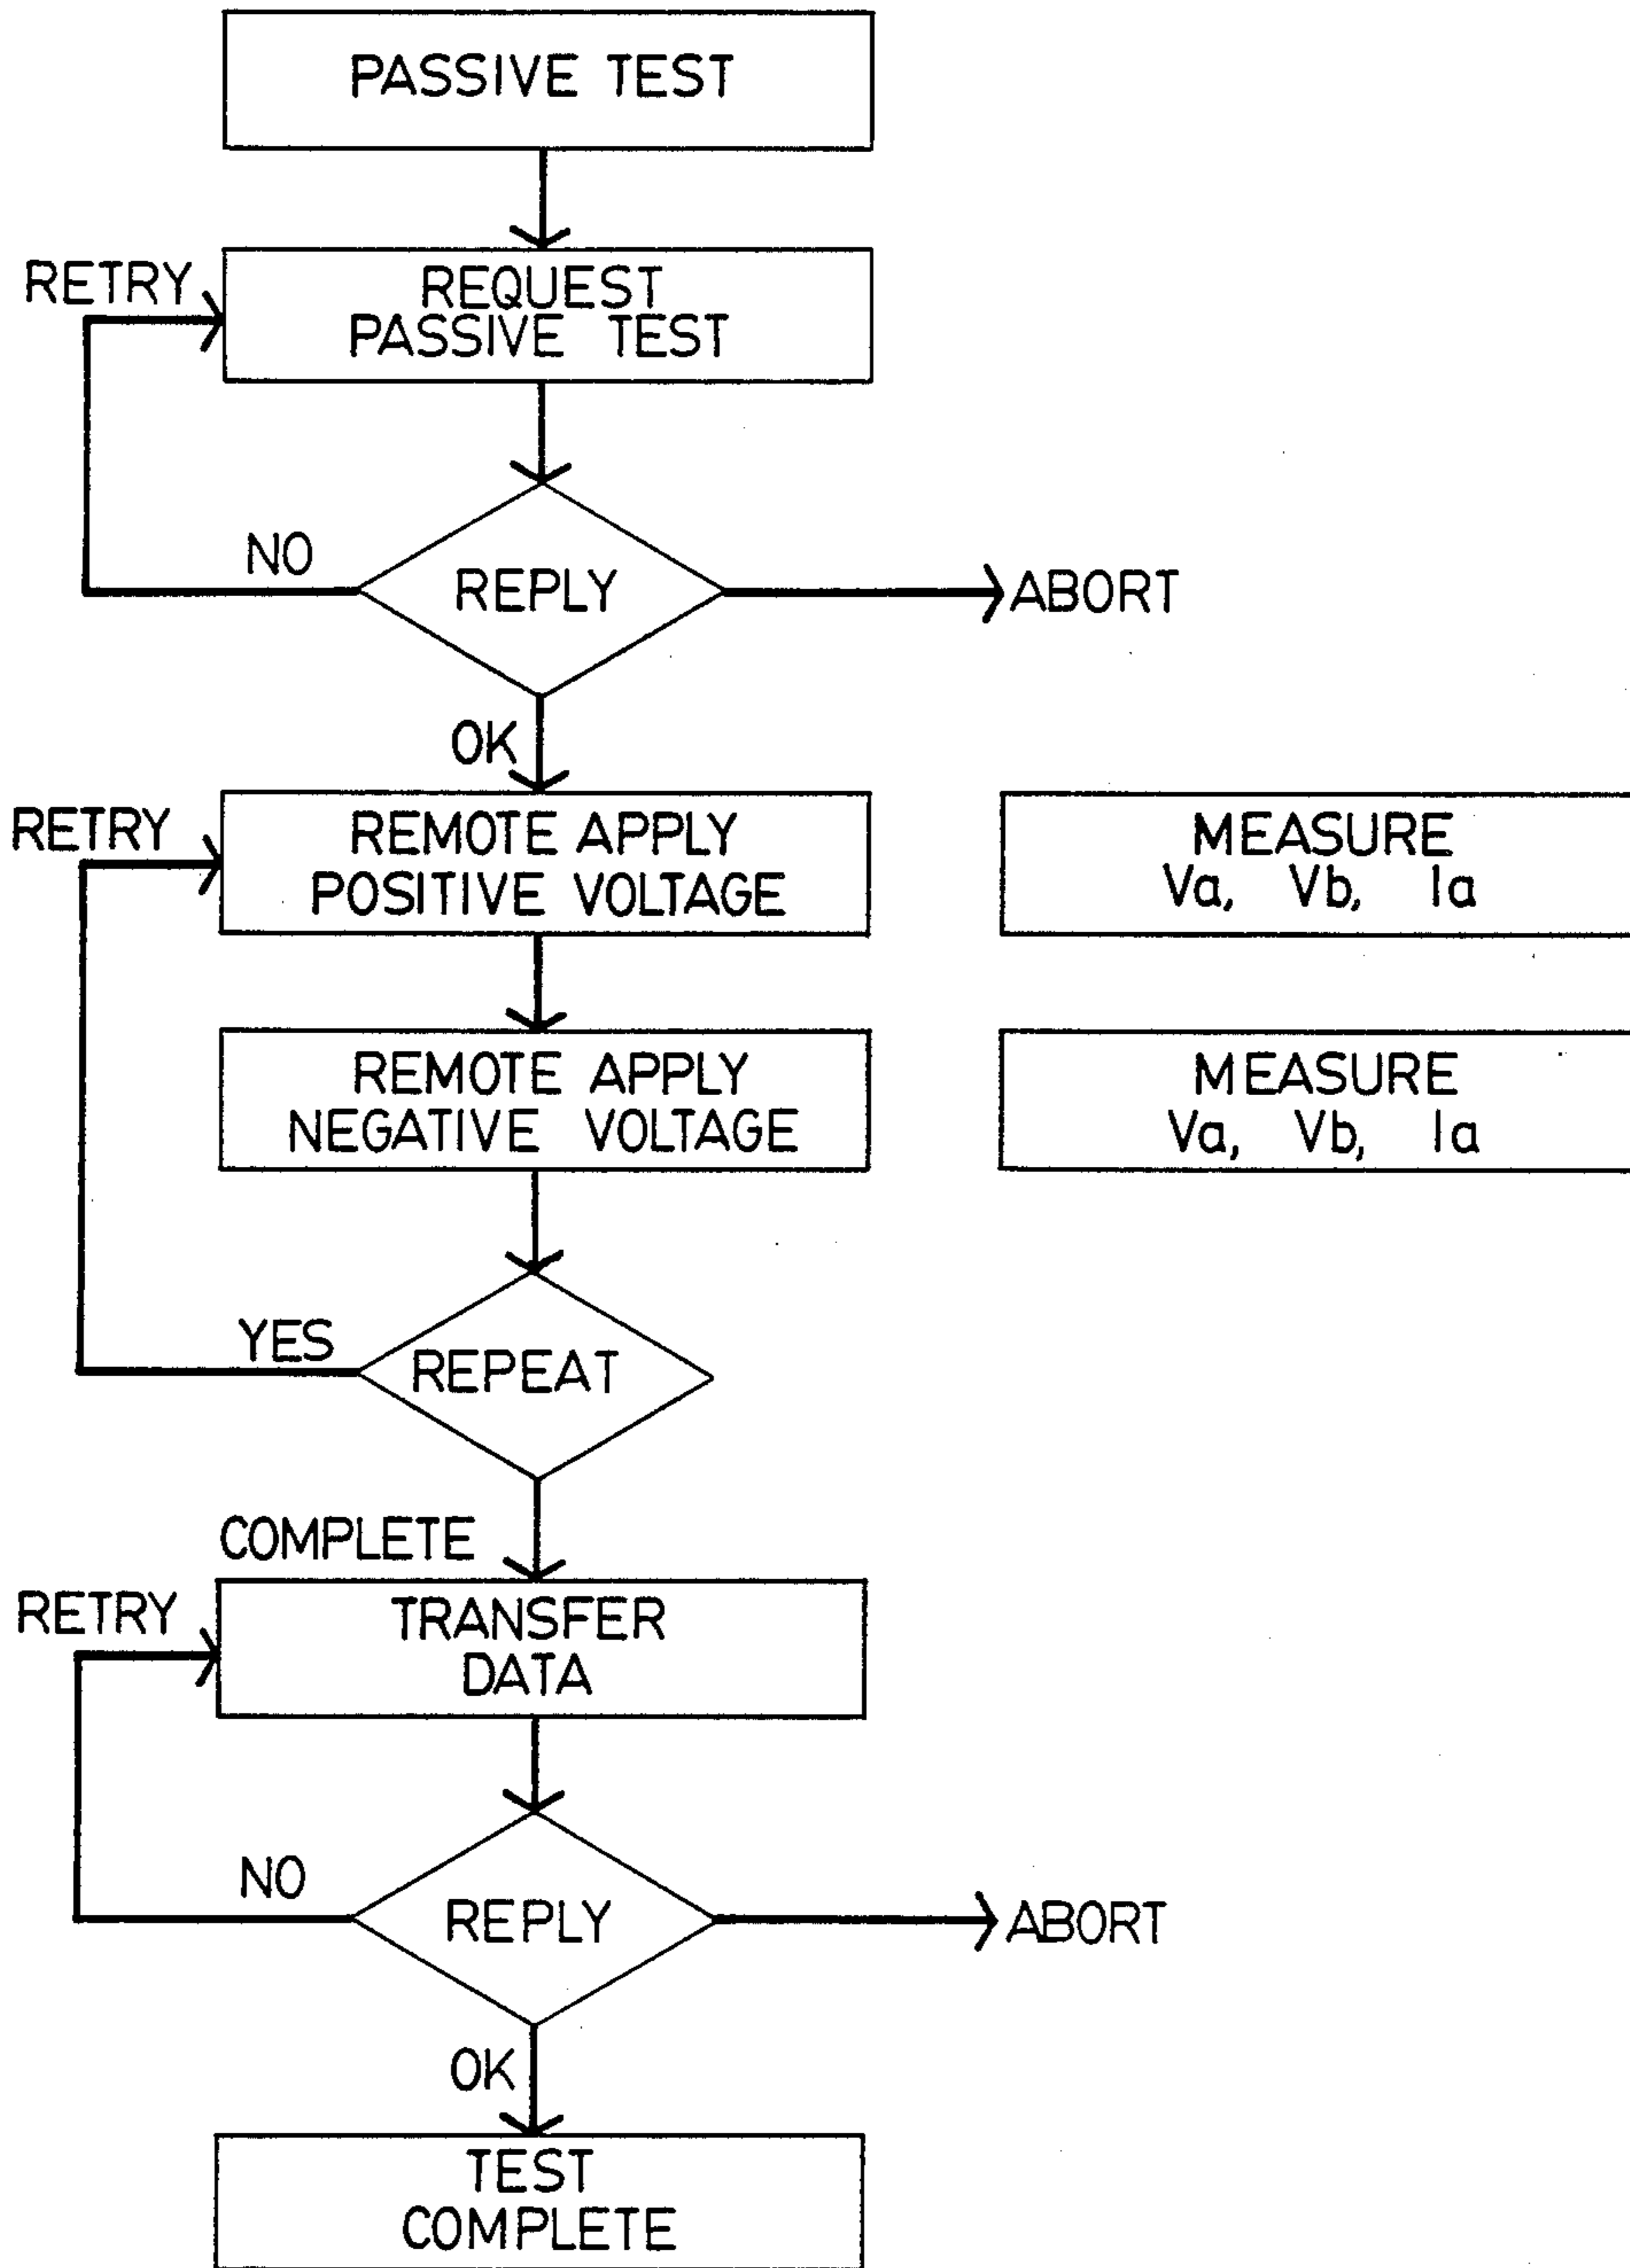 PASSIVE TEST
RETRY
REQUEST
PASSIVE TEST
NO
REPLY
ABORT
OK
RETRY
REMOTE APPLY
POSITIVE VOLTAGE
MEASURE
Va, Vb, Ia
REMOTE APPLY
NEGATIVE VOLTAGE
MEASURE
Va, Vb, Ia
YES
REPEAT
COMPLETE
RETRY
TRANSFER
DATA
NO
REPLY
ABORT
OK
TEST
COMPLETE